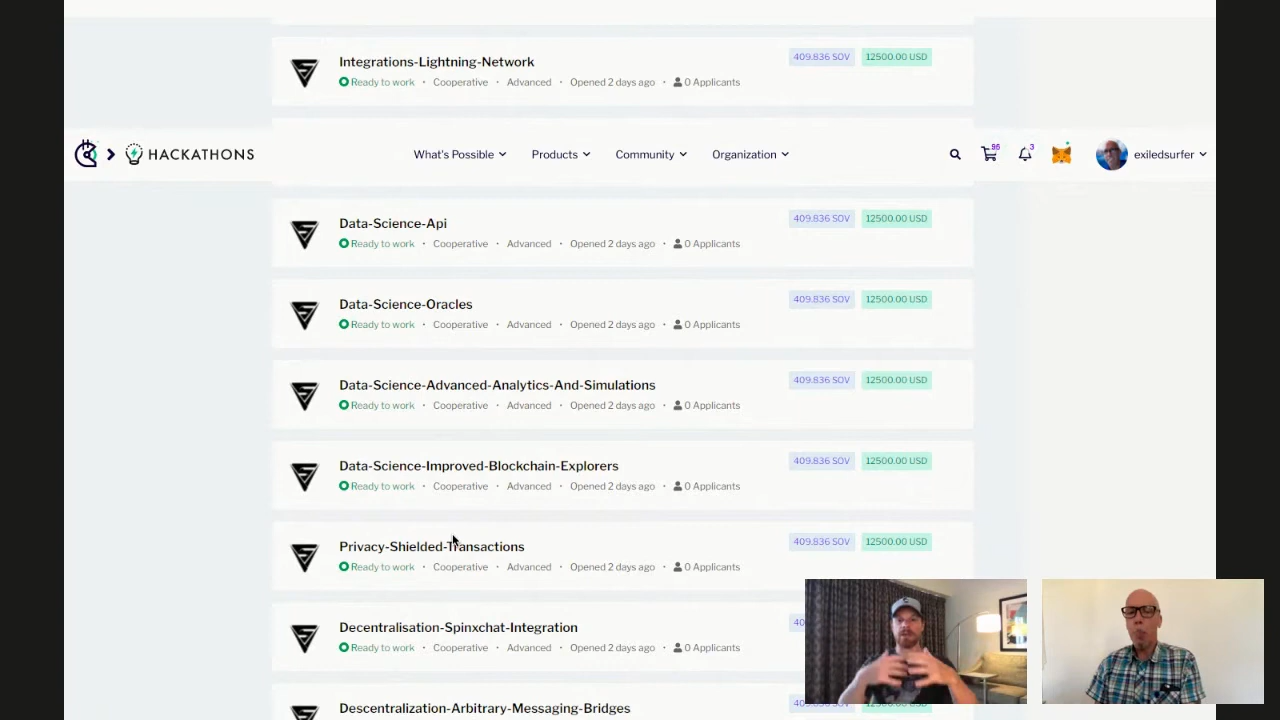 Integrations-Lightning-Network 409.836 SOV 12500.00 USD
Ready to work • Cooperative • Advanced • Opened 2 days ago • 0 Applicants
HACKATHONS What's Possible Products Community Organization 96 3 exiledsurfer
Data-Science-Api 409.836 SOV 12500.00 USD
Ready to work • Cooperative • Advanced • Opened 2 days ago • 0 Applicants
Data-Science-Oracles 409.836 SOV 12500.00 USD
Ready to work • Cooperative • Advanced • Opened 2 days ago • 0 Applicants
Data-Science-Advanced-Analytics-And-Simulations 409.836 SOV 12500.00 USD
Ready to work • Cooperative • Advanced • Opened 2 days ago • 0 Applicants
Data-Science-Improved-Blockchain-Explorers 409.836 SOV 12500.00 USD
Ready to work • Cooperative • Advanced • Opened 2 days ago • 0 Applicants
Privacy-Shielded-Transactions 409.836 SOV 12500.00 USD
Ready to work • Cooperative • Advanced • Opened 2 days ago • 0 Applicants
Decentralisation-Spinxchat-Integration
Ready to work • Cooperative • Advanced • Opened 2 days ago • 0 Applicants
Descentralization-Arbitrary-Messaging-Bridges